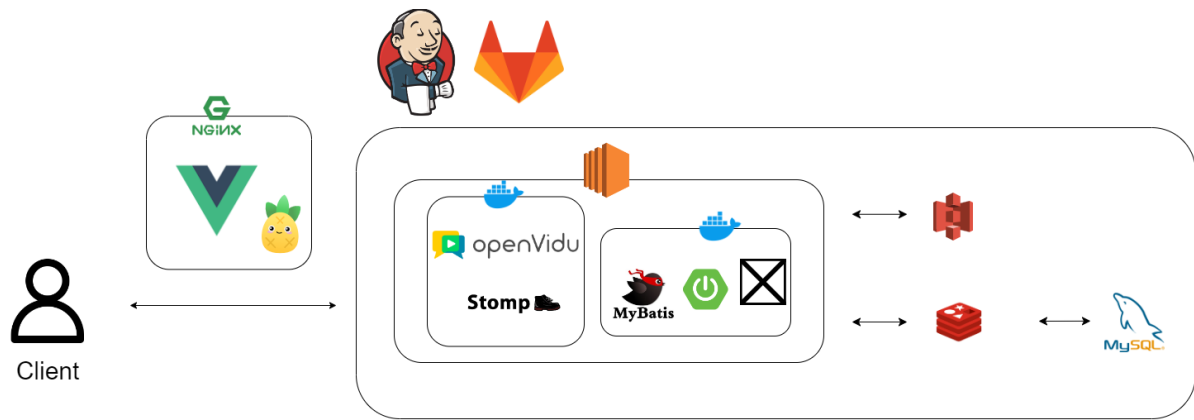 NGINX
openVidu
Stomp
MyBatis
MySQL
Client